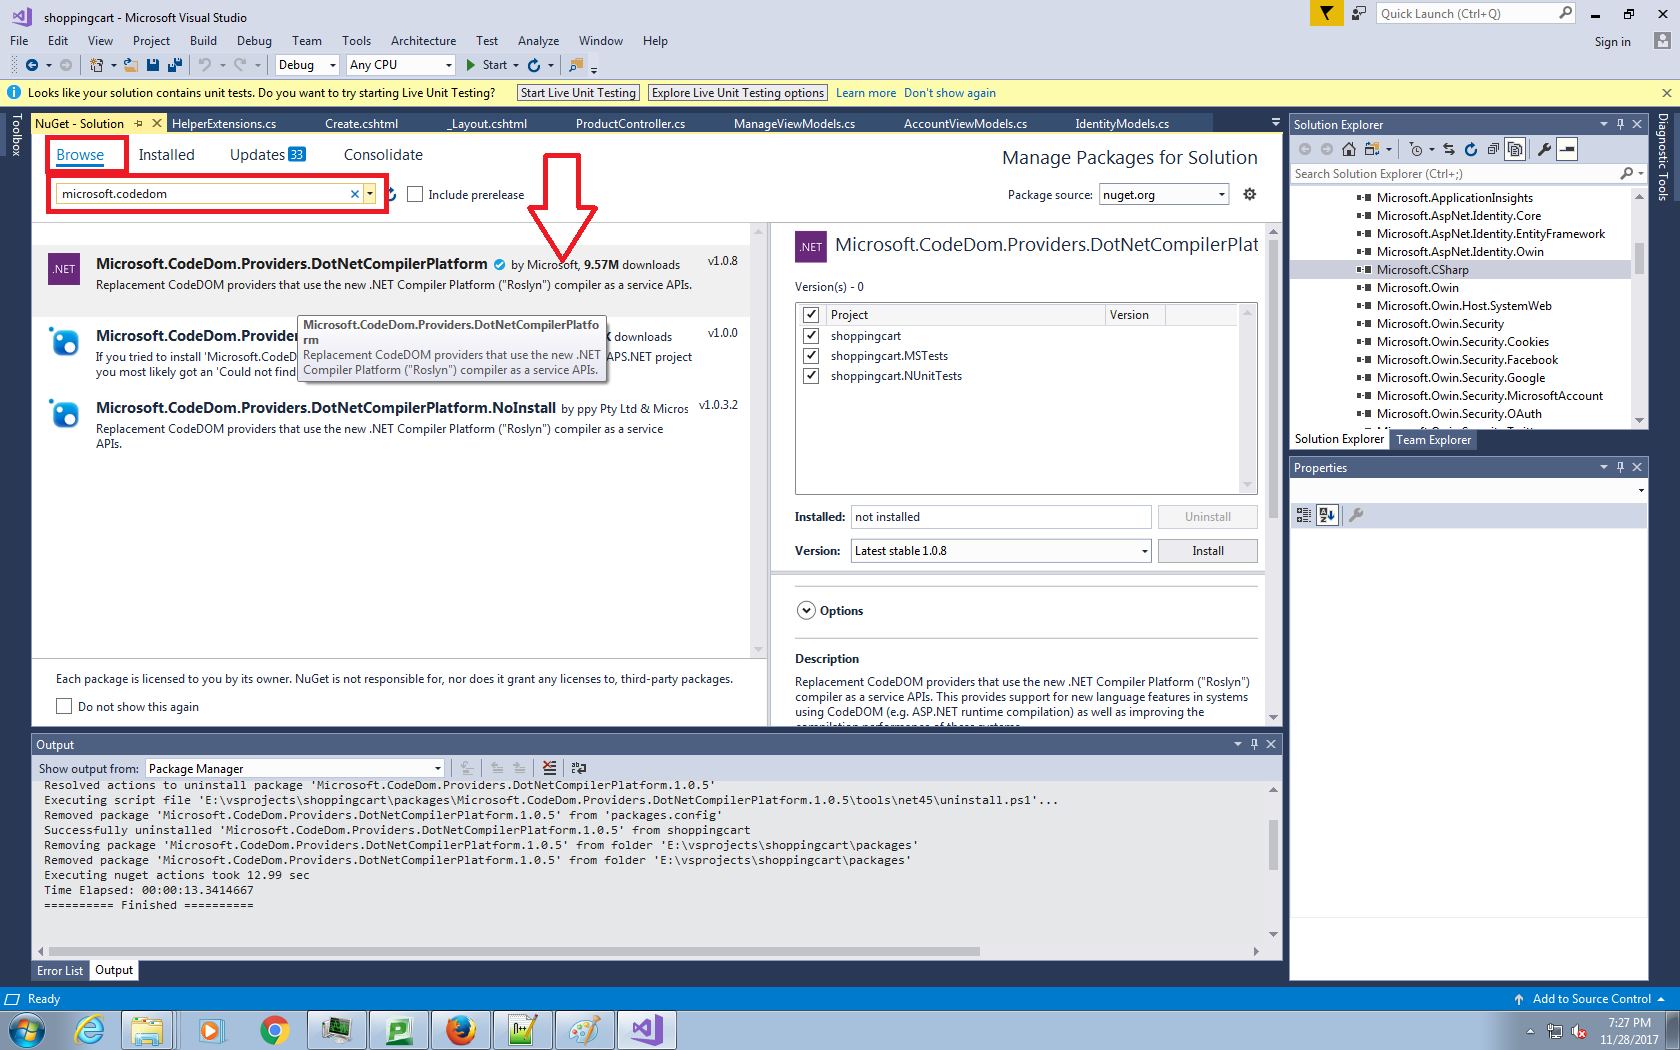 shoppingcart - Microsoft Visual Studio
Quick Launch (Ctrl+Q)
File Edit View Project Build Debug Team Tools Architecture Test Analyze Window Help
Sign in
Debug Any CPU Start
Looks like your solution contains unit tests. Do you want to try starting Live Unit Testing? Start Live Unit Testing Explore Live Unit Testing options Learn more Don't show again
Toolbox
NuGet - Solution HelperExtensions.cs Create.cshtml _Layout.cshtml ProductController.cs ManageViewModels.cs AccountViewModels.cs IdentityModels.cs
Browse Installed Updates 33 Consolidate
Manage Packages for Solution
microsoft.codedom
Include prerelease
Package source: nuget.org
.NET
Microsoft.CodeDom.Providers.DotNetCompilerPlatform by Microsoft, 9.57M downloads v1.0.8
Replacement CodeDOM providers that use the new .NET Compiler Platform ("Roslyn") compiler as a service APIs.
Microsoft.CodeDom.Provide downloads v1.0.0
If you tried to install 'Microsoft.CodeD APS.NET project
you most likely got an 'Could not find
Microsoft.CodeDom.Providers.DotNetCompilerPlatfo
rm
Replacement CodeDOM providers that use the new .NET
Compiler Platform ("Roslyn") compiler as a service APIs.
Microsoft.CodeDom.Providers.DotNetCompilerPlatform.NoInstall by ppy Pty Ltd & Micros v1.0.3.2
Replacement CodeDOM providers that use the new .NET Compiler Platform ("Roslyn") compiler as a service
APIs.
Each package is licensed to you by its owner. NuGet is not responsible for, nor does it grant any licenses to, third-party packages.
Do not show this again
.NET
Microsoft.CodeDom.Providers.DotNetCompilerPlat
Version(s) - 0
Project Version
shoppingcart
shoppingcart.MSTests
shoppingcart.NUnitTests
Installed: not installed Uninstall
Version: Latest stable 1.0.8 Install
Options
Description
Replacement CodeDOM providers that use the new .NET Compiler Platform ("Roslyn")
compiler as a service APIs. This provides support for new language features in systems
using CodeDOM (e.g. ASP.NET runtime compilation) as well as improving the
compilation performance of these systems.
Solution Explorer
Search Solution Explorer (Ctrl+;)
Microsoft.ApplicationInsights
Microsoft.AspNet.Identity.Core
Microsoft.AspNet.Identity.EntityFramework
Microsoft.AspNet.Identity.Owin
Microsoft.CSharp
Microsoft.Owin
Microsoft.Owin.Host.SystemWeb
Microsoft.Owin.Security
Microsoft.Owin.Security.Cookies
Microsoft.Owin.Security.Facebook
Microsoft.Owin.Security.Google
Microsoft.Owin.Security.MicrosoftAccount
Microsoft.Owin.Security.OAuth
Solution Explorer Team Explorer
Properties
Diagnostic Tools
Output
Show output from: Package Manager
Resolved actions to uninstall package 'Microsoft.CodeDom.Providers.DotNetCompilerPlatform.1.0.5'
Executing script file 'E:\vsprojects\shoppingcart\packages\Microsoft.CodeDom.Providers.DotNetCompilerPlatform.1.0.5\tools\net45\uninstall.ps1'...
Removed package 'Microsoft.CodeDom.Providers.DotNetCompilerPlatform.1.0.5' from 'packages.config'
Successfully uninstalled 'Microsoft.CodeDom.Providers.DotNetCompilerPlatform.1.0.5' from shoppingcart
Removing package 'Microsoft.CodeDom.Providers.DotNetCompilerPlatform.1.0.5' from folder 'E:\vsprojects\shoppingcart\packages'
Removed package 'Microsoft.CodeDom.Providers.DotNetCompilerPlatform.1.0.5' from folder 'E:\vsprojects\shoppingcart\packages'
Executing nuget actions took 12.99 sec
Time Elapsed: 00:00:13.3414667
========== Finished ==========
Error List Output
Ready
Add to Source Control
7:27 PM
11/28/2017